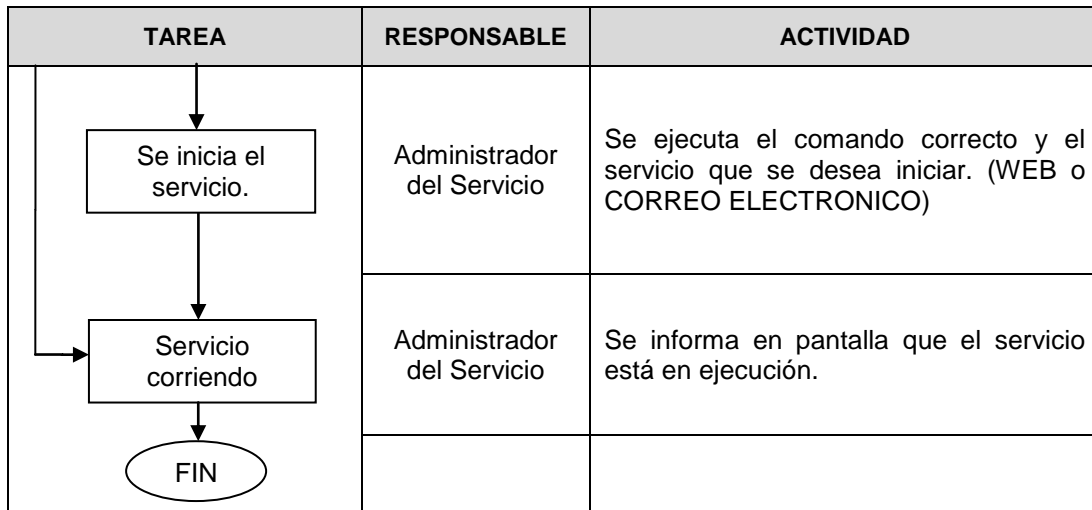 TAREA RESPONSABLE ACTIVIDAD
Se inicia el
servicio.
Administrador
del Servicio
Se ejecuta el comando correcto y el
servicio que se desea iniciar. (WEB o
CORREO ELECTRONICO)
Servicio
corriendo
Administrador
del Servicio
Se informa en pantalla que el servicio
está en ejecución.
FIN